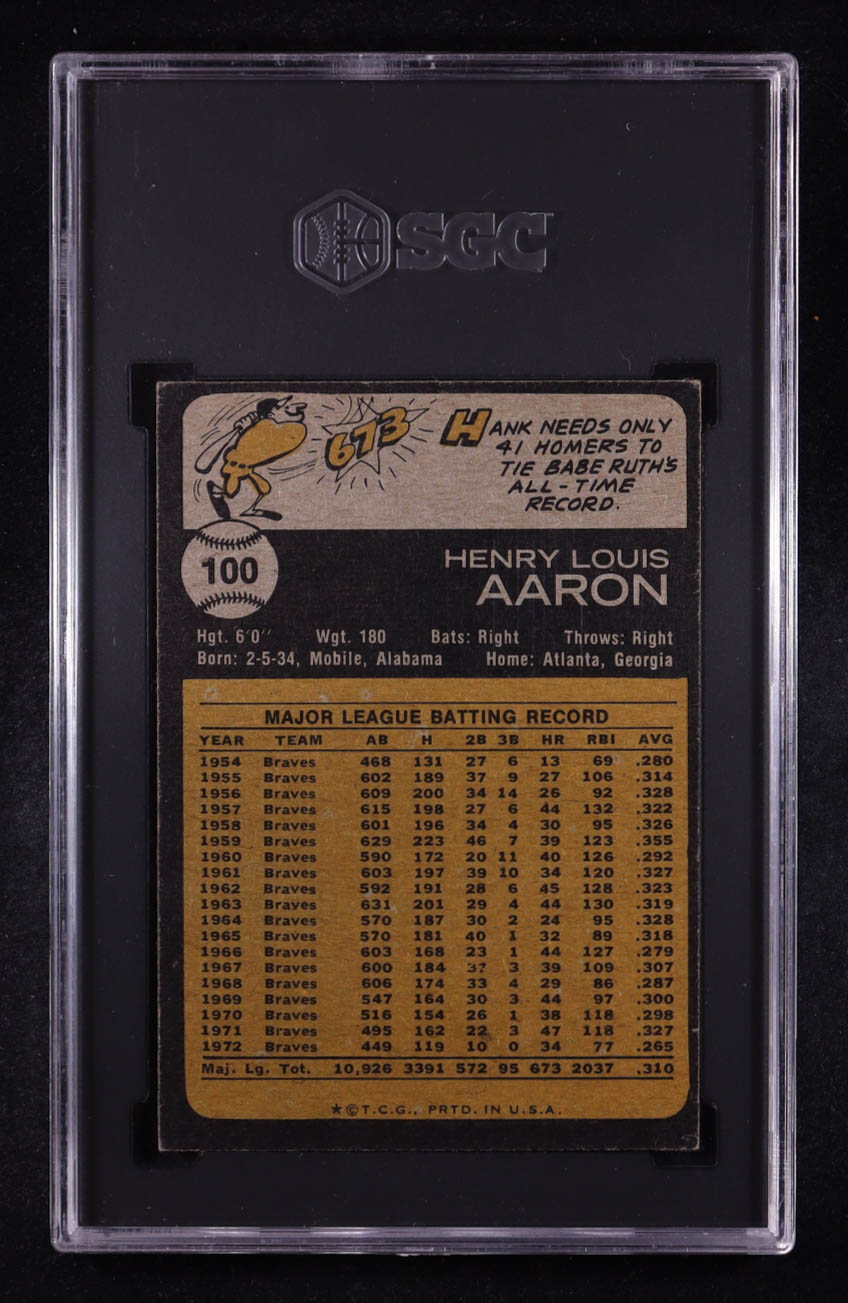 SGC
673
HANK NEEDS ONLY
41 HOMERS TO
TIE BABE RUTH'S
ALL-TIME
RECORD.
100
HENRY LOUIS
AARON
Hgt. 6'0" Wgt. 180 Bats: Right Throws: Right
Born: 2-5-34, Mobile, Alabama Home: Atlanta, Georgia
MAJOR LEAGUE BATTING RECORD
YEAR TEAM AB H 2B 3B HR RBI AVG
1954 Braves 468 131 27 6 13 69 .280
1955 Braves 602 189 37 9 27 106 .314
1956 Braves 609 200 34 14 26 92 .328
1957 Braves 615 198 27 6 44 132 .322
1958 Braves 601 196 34 4 30 95 .326
1959 Braves 629 223 46 7 39 123 .355
1960 Braves 590 172 20 11 40 126 .292
1961 Braves 603 197 39 10 34 120 .327
1962 Braves 592 191 28 6 45 128 .323
1963 Braves 631 201 29 4 44 130 .319
1964 Braves 570 187 30 2 24 95 .328
1965 Braves 570 181 40 1 32 89 .318
1966 Braves 603 168 23 1 44 127 .279
1967 Braves 600 184 37 3 39 109 .307
1968 Braves 606 174 33 4 29 86 .287
1969 Braves 547 164 30 3 44 97 .300
1970 Braves 516 154 26 1 38 118 .298
1971 Braves 495 162 22 3 47 118 .327
1972 Braves 449 119 10 0 34 77 .265
Maj. Lg. Tot. 10,926 3391 572 95 673 2037 .310
★©T.C.G., PRTD. IN U.S.A.